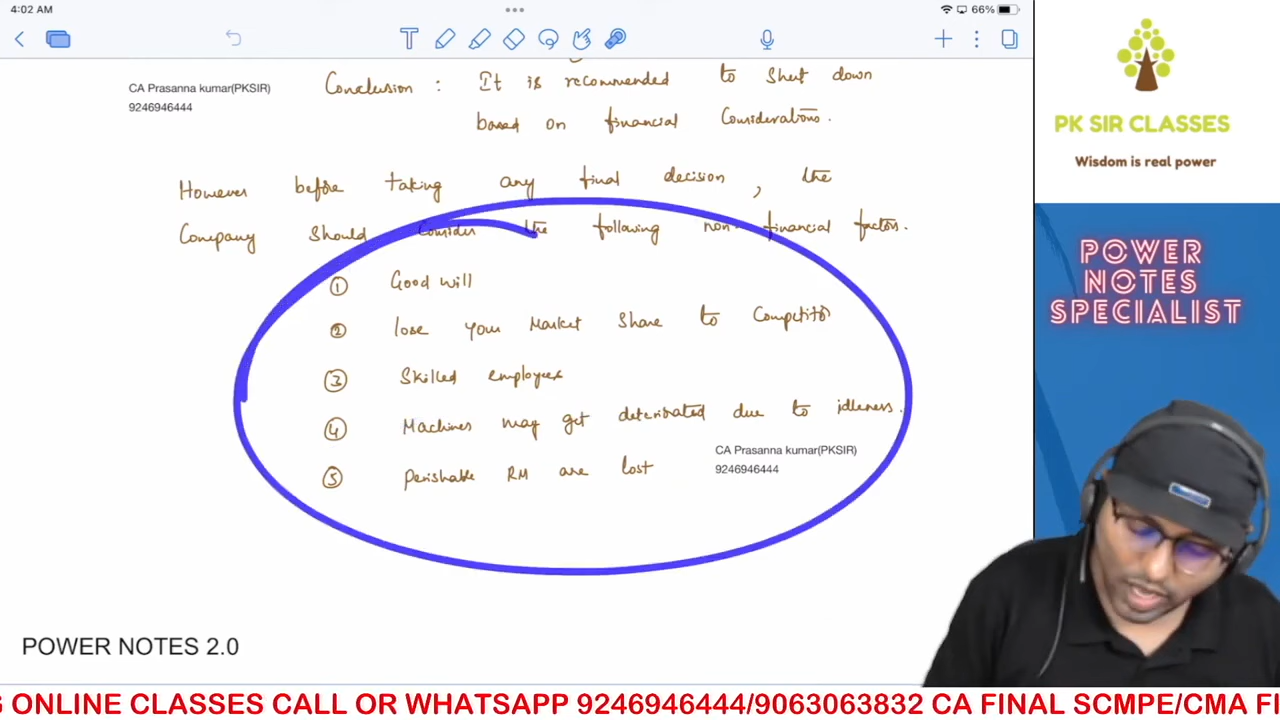 4:02 AM
66%
CA Prasanna kumar(PKSIR)
9246946444
Conclusion : It is recommended to Shut down
based on financial Considerations.
However before taking any final decision, the
Company should consider the following non-financial factors.
① Good will
② lose your Market Share to Competitor
③ Skilled employees
④ Machines may get deteriorated due to idleness.
⑤ perishable RM are lost
CA Prasanna kumar(PKSIR)
9246946444
POWER NOTES 2.0
PK SIR CLASSES
Wisdom is real power
POWER
NOTES
SPECIALIST
G ONLINE CLASSES CALL OR WHATSAPP 9246946444/9063063832 CA FINAL SCMPE/CMA FI